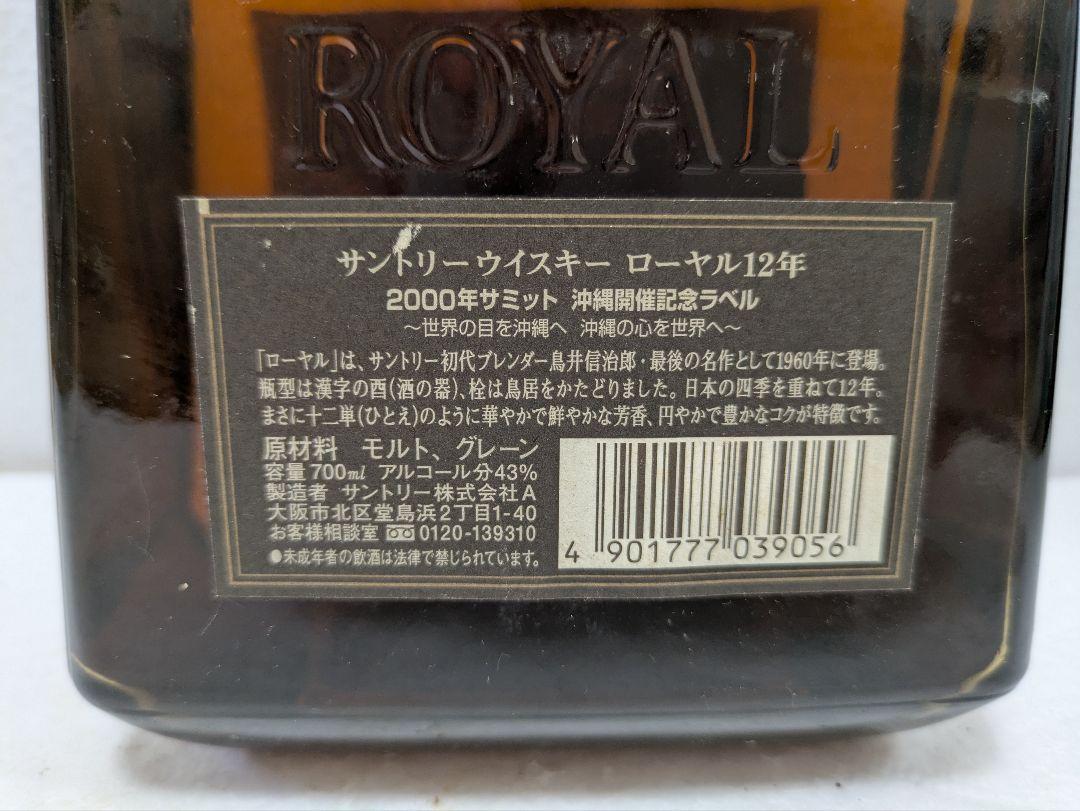 ROYAL
サントリーウイスキー ローヤル12年
2000年サミット 沖縄開催記念ラベル
～世界の目を沖縄へ 沖縄の心を世界へ～
「ローヤル」は、サントリー初代ブレンダー鳥井信治郎・最後の名作として1960年に登場。
瓶型は漢字の酉(酒の器)、栓は鳥居をかたどりました。日本の四季を重ねて12年。
まさに十二単(ひとえ)のように華やかで鮮やかな芳香、円やかで豊かなコクが特徴です。
原材料 モルト、グレーン
容量700ml アルコール分43%
製造者 サントリー株式会社A
大阪市北区堂島浜2丁目1-40
お客様相談室 0120-139310
●未成年者の飲酒は法律で禁じられています。
4 901777 039056